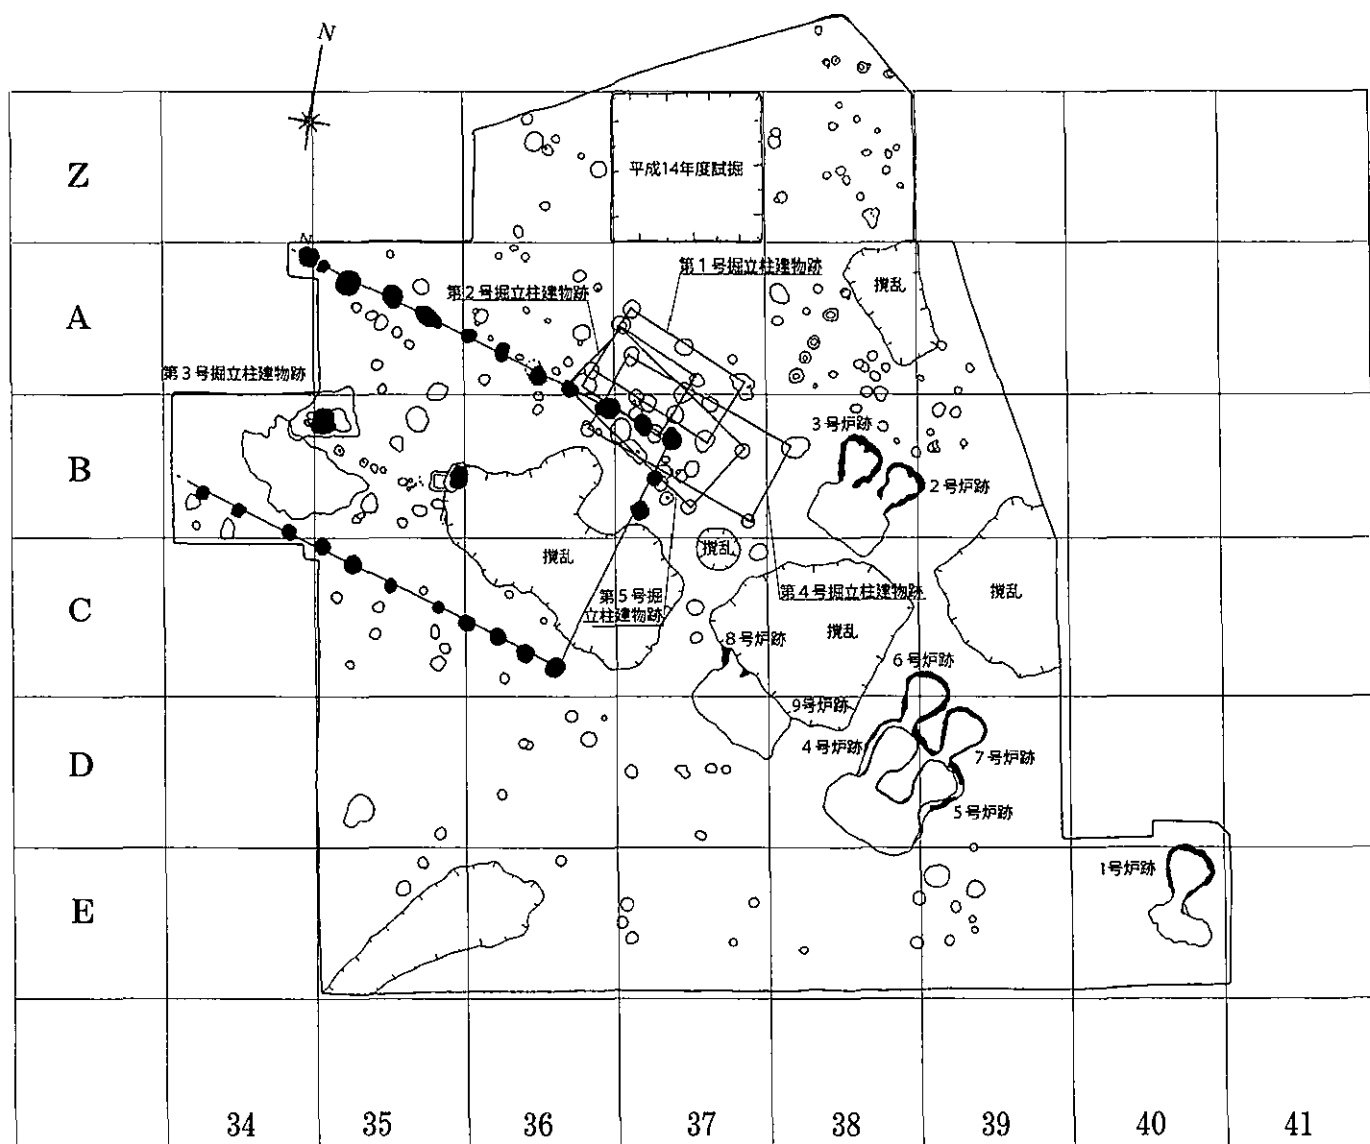 N
Z
平成14年度試掘
N
第1号掘立柱建物跡
撹乱
第2号掘立柱建物跡
A
第3号掘立柱建物跡
3号炉跡
B
2号炉跡
撹乱
撹乱
撹乱
第4号掘立柱建物跡
第5号掘
立柱建物跡
C
撹乱
8号炉跡
6号炉跡
9号炉跡
4号炉跡
7号炉跡
D
5号炉跡
1号炉跡
E
34
35
36
37
38
39
40
41